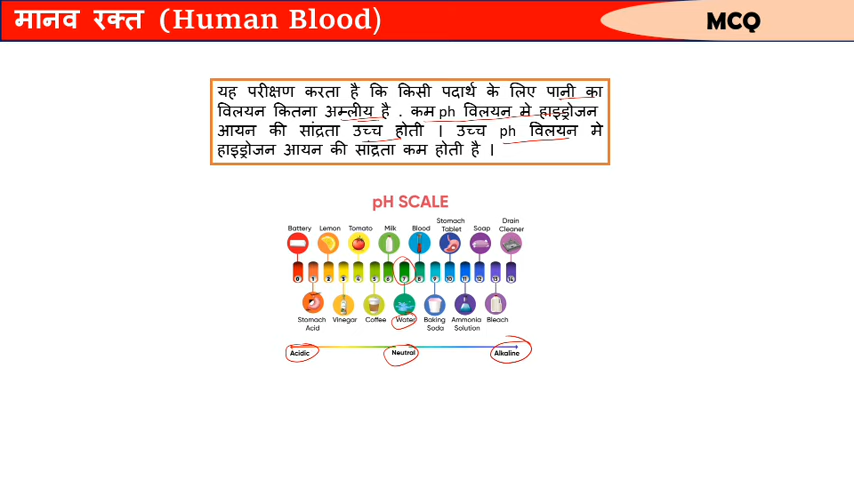 मानव रक्त (Human Blood)
MCQ
यह परीक्षण करता है कि किसी पदार्थ के लिए पानी का
विलयन कितना अम्लीय है . कम ph विलयन मे हाइड्रोजन
आयन की सांद्रता उच्च होती | उच्च ph विलयन मे
हाइड्रोजन आयन की सांद्रता कम होती है |
pH SCALE
Battery Lemon Tomato Milk Blood Stomach Tablet Soap Drain Cleaner
0 1 2 3 4 5 6 7 8 9 10 11 12 13 14
Stomach Acid Vinegar Coffee Water Baking Soda Ammonia Solution Bleach
Acidic Neutral Alkaline